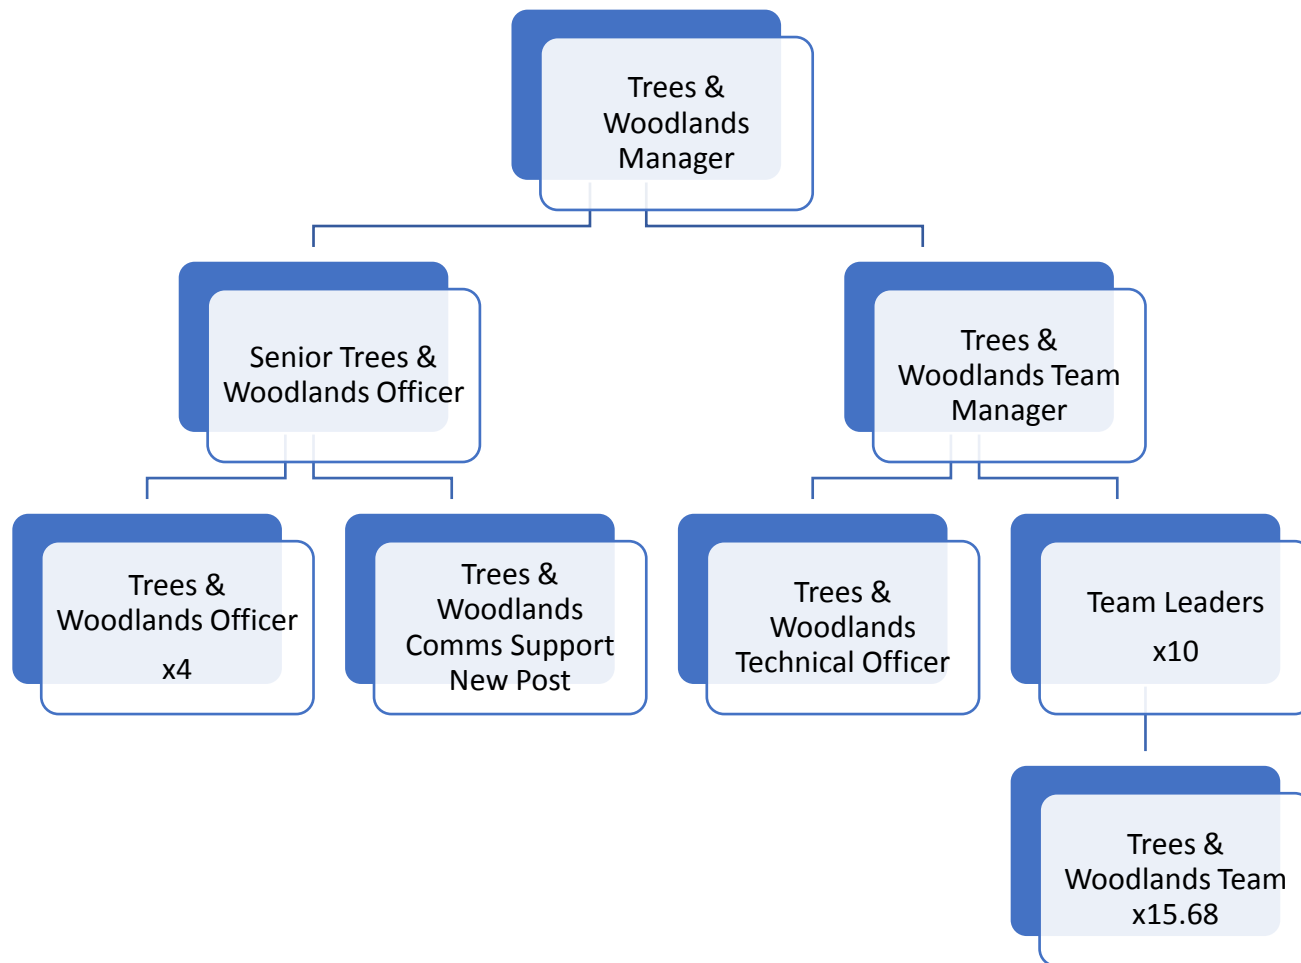 Trees &
Woodlands
Manager
Senior Trees &
Woodlands Officer
Trees &
Woodlands Team
Manager
Trees &
Woodlands Officer
x4
Trees &
Woodlands
Comms Support
New Post
Trees &
Woodlands
Technical Officer
Team Leaders
x10
Trees &
Woodlands Team
x15.68